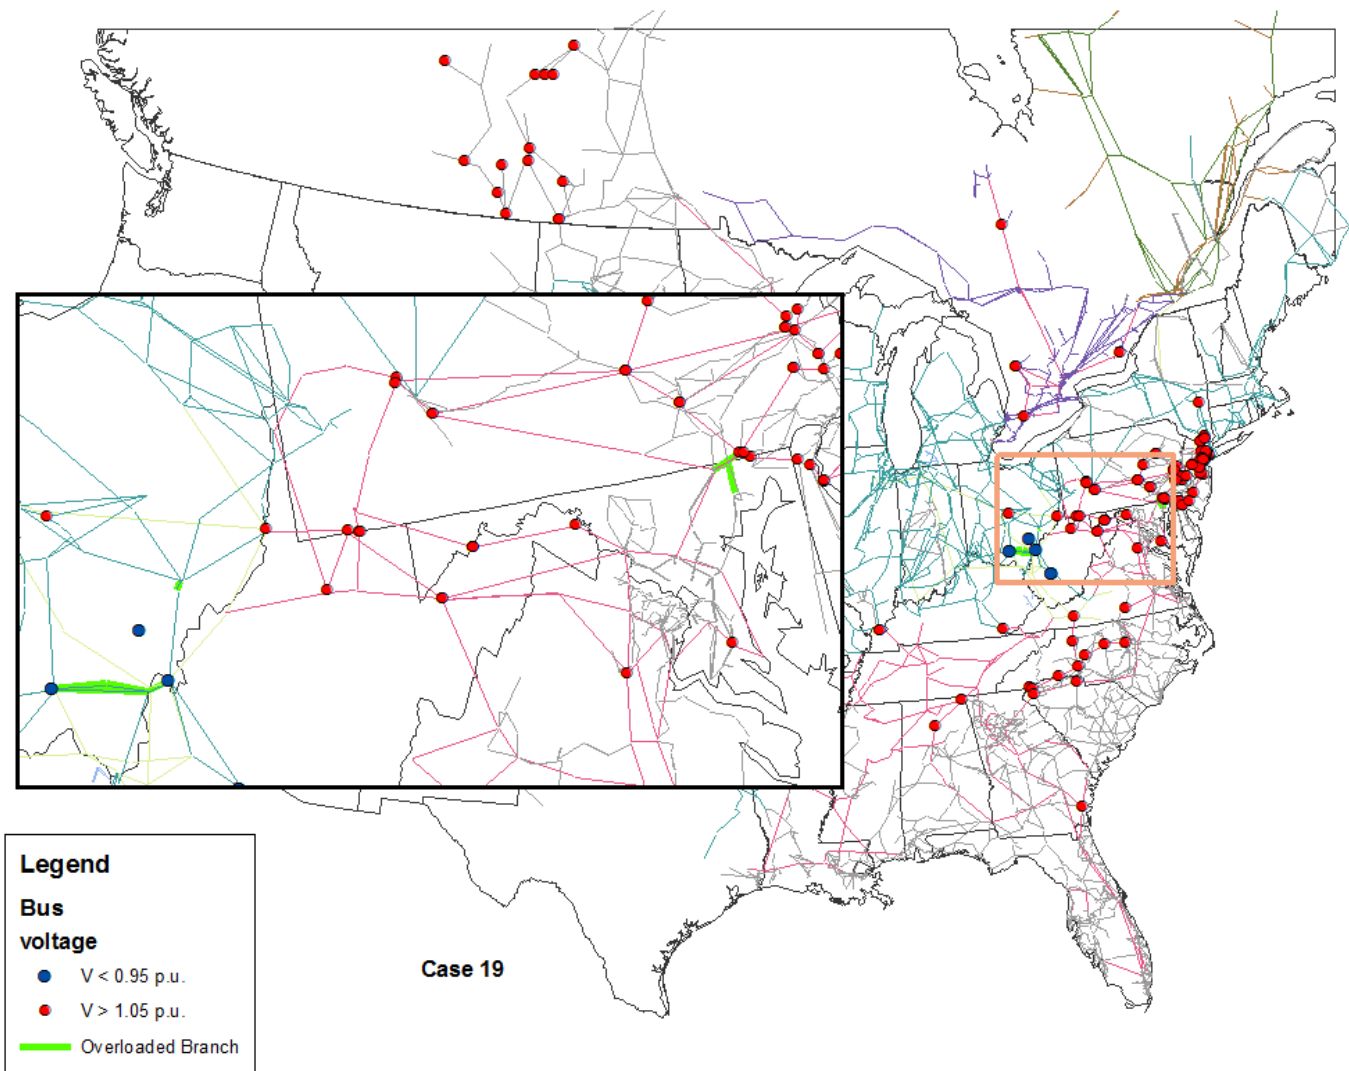 Legend
Bus
voltage
V < 0.95 p.u.
V > 1.05 p.u.
Overloaded Branch
Case 19